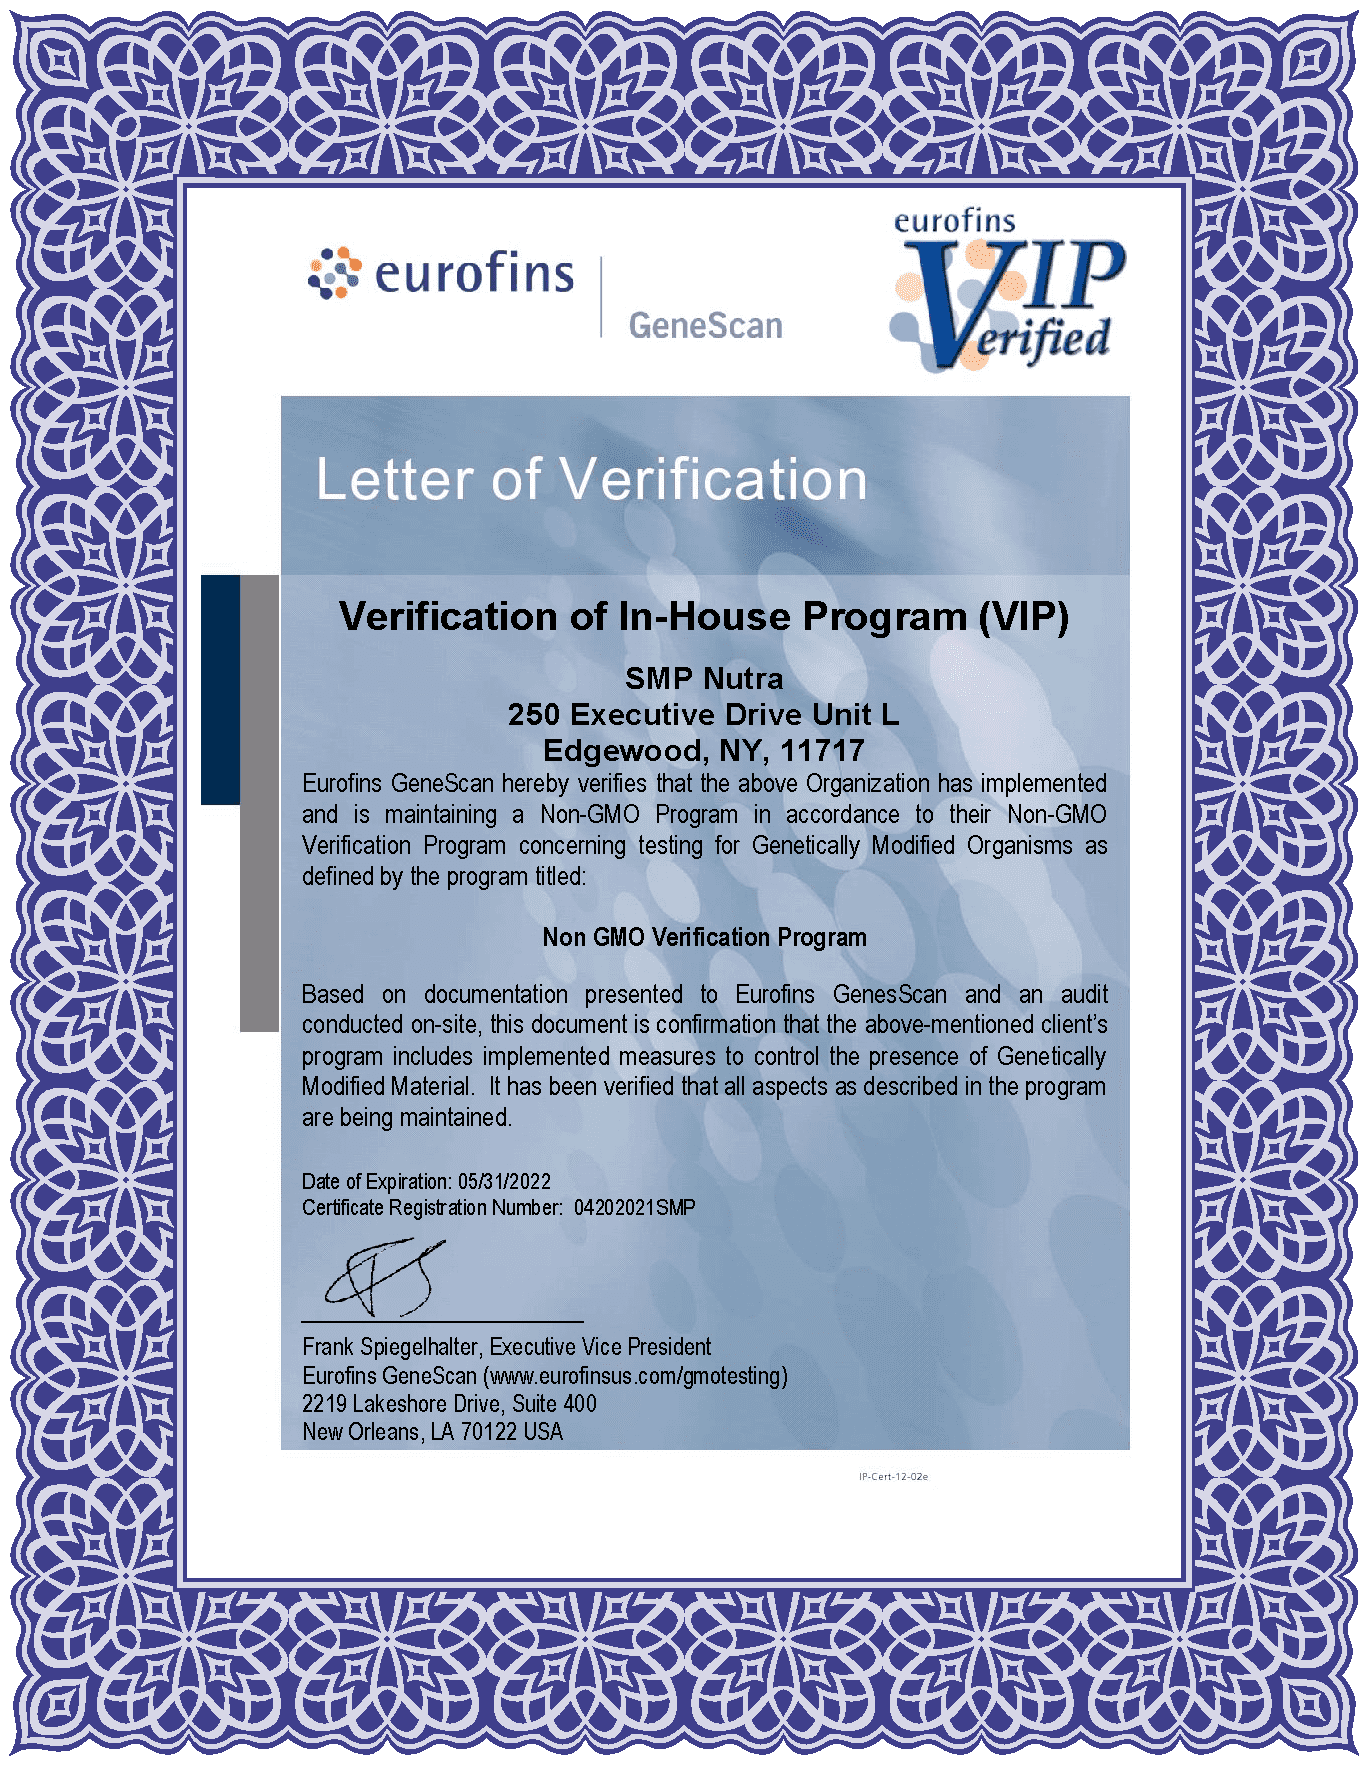 eurofins
GeneScan
eurofins
VIP
Verified
Letter of Verification
Verification of In-House Program (VIP)
SMP Nutra
250 Executive Drive Unit L
Edgewood, NY, 11717
Eurofins GeneScan hereby verifies that the above Organization has implemented
and is maintaining a Non-GMO Program in accordance to their Non-GMO
Verification Program concerning testing for Genetically Modified Organisms as
defined by the program titled:
Non GMO Verification Program
Based on documentation presented to Eurofins GenesScan and an audit
conducted on-site, this document is confirmation that the above-mentioned client’s
program includes implemented measures to control the presence of Genetically
Modified Material. It has been verified that all aspects as described in the program
are being maintained.
Date of Expiration: 05/31/2022
Certificate Registration Number: 04202021SMP
Frank Spiegelhalter, Executive Vice President
Eurofins GeneScan (www.eurofinsus.com/gmotesting)
2219 Lakeshore Drive, Suite 400
New Orleans, LA 70122 USA
IP-Cert-12-02e